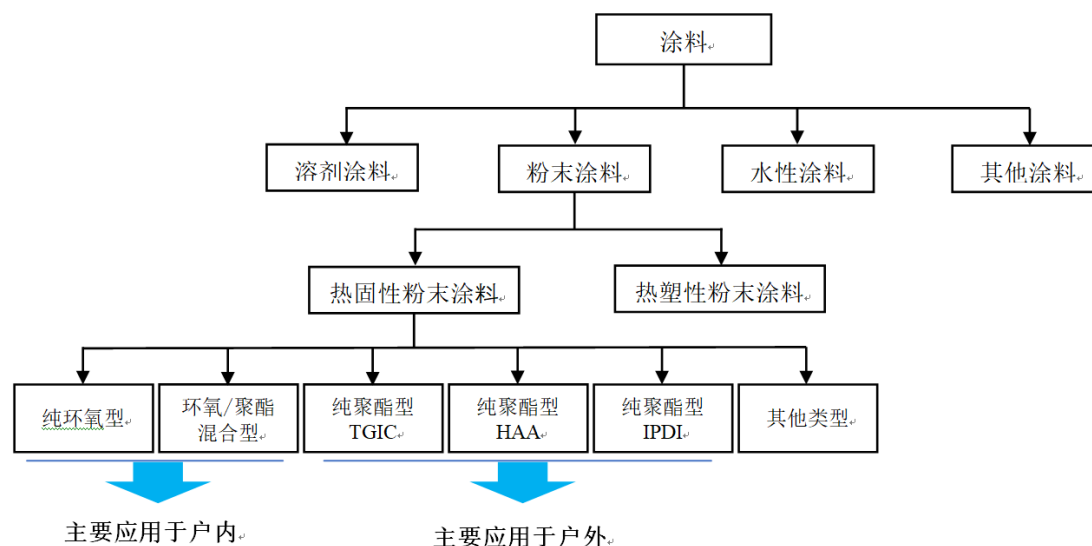 涂料
溶剂涂料
粉末涂料
水性涂料
其他涂料
热固性粉末涂料
热塑性粉末涂料
纯环氧型
环氧/聚酯
混合型
纯聚酯型
TGIC
纯聚酯型
HAA
纯聚酯型
IPDI
其他类型
主要应用于户内
主要应用于户外